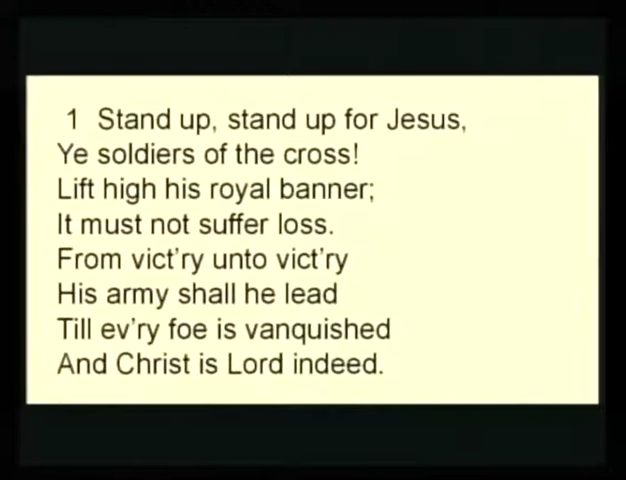 1 Stand up, stand up for Jesus,
Ye soldiers of the cross!
Lift high his royal banner;
It must not suffer loss.
From vict'ry unto vict'ry
His army shall he lead
Till ev'ry foe is vanquished
And Christ is Lord indeed.